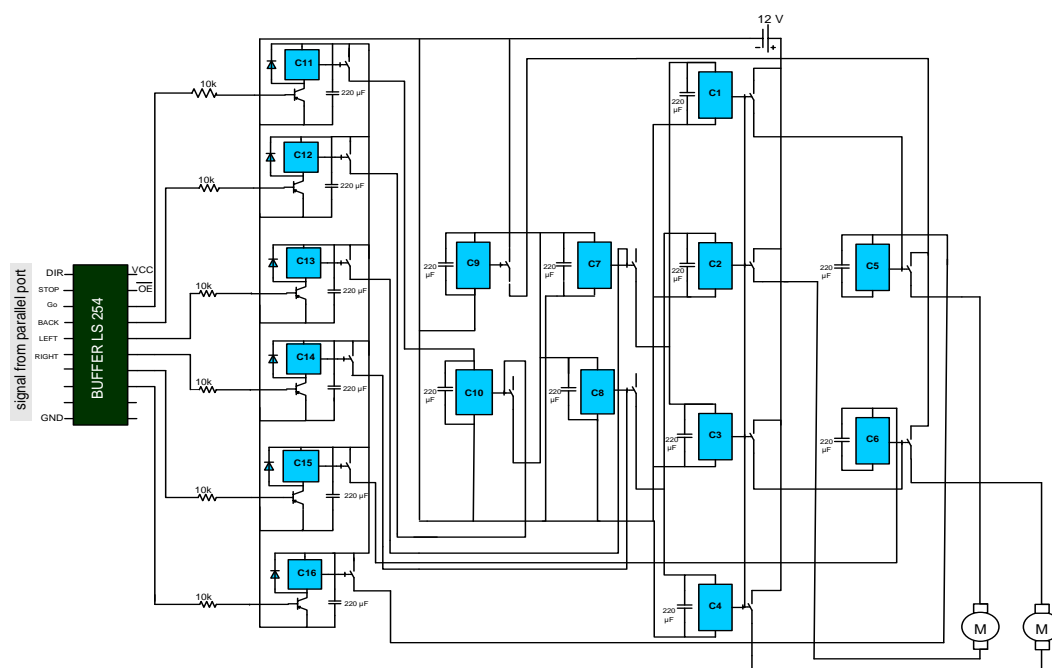 12 V
- +
C11
10k
220 µF
C12
10k
220 µF
C13
10k
220 µF
C14
10k
220 µF
C15
10k
220 µF
C16
10k
220 µF
signal from parallel port
BUFFER LS 254
DIR
STOP
Go
BACK
LEFT
RIGHT
GND
VCC
OE
C9
220 µF
C10
220 µF
C7
220 µF
C8
220 µF
C1
220 µF
C2
220 µF
C3
220 µF
C4
220 µF
C5
220 µF
C6
220 µF
M
M